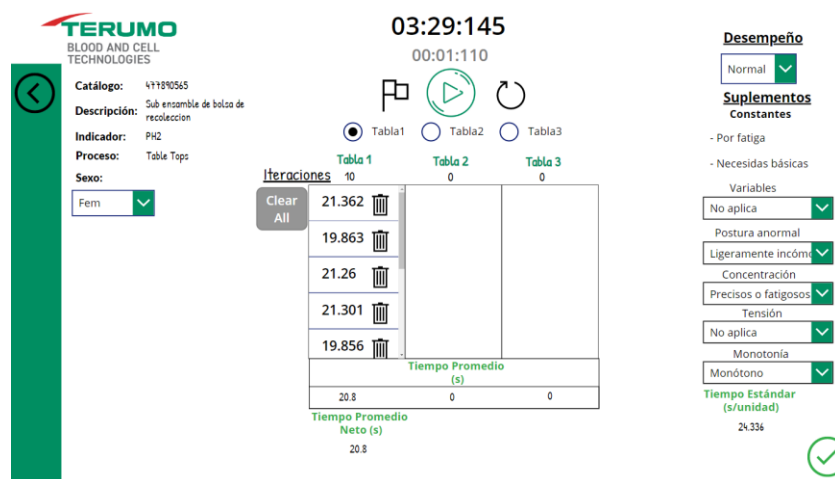 TERUMO
BLOOD AND CELL
TECHNOLOGIES
03:29:145
00:01:110
Catálogo: 477890565
Descripción: Sub ensamble de bolsa de
recoleccion
Indicador: PH2
Proceso: Table Tops
Sexo:
Fem
Tabla1 Tabla2 Tabla3
Tabla 1 Tabla 2 Tabla 3
Iteraciones 10 0 0
Clear
All
21.362
19.863
21.26
21.301
19.856
Tiempo Promedio
(s)
20.8 0 0
Tiempo Promedio
Neto (s)
20.8
Desempeño
Normal
Suplementos
Constantes
- Por fatiga
- Necesidas básicas
Variables
No aplica
Postura anormal
Ligeramente incómo
Concentración
Precisos o fatigosos
Tensión
No aplica
Monotonía
Monótono
Tiempo Estándar
(s/unidad)
24.336